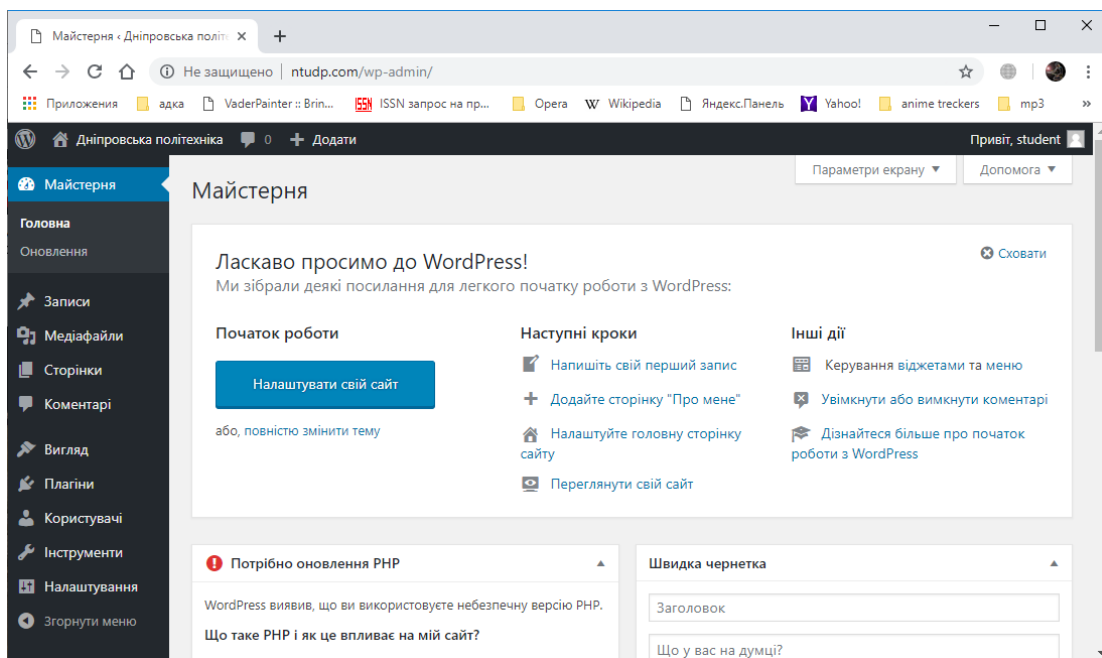 Майстерня ‹ Дніпровська політ
Не защищено | ntudp.com/wp-admin/
Приложения адка VaderPainter :: Brin... ISSN ISSN запрос на пр... Opera W Wikipedia Яндекс.Панель Y Yahoo! anime treckers mp3 »
Дніпровська політехніка 0 + Додати Привіт, student
Параметри екрану Допомога
Майстерня
Головна
Оновлення
Записи
Медіафайли
Сторінки
Коментарі
Вигляд
Плагіни
Користувачі
Інструменти
Налаштування
Згорнути меню
Майстерня
Ласкаво просимо до WordPress!
Сховати
Ми зібрали деякі посилання для легкого початку роботи з WordPress:
Початок роботи
Налаштувати свій сайт
або, повністю змінити тему
Наступні кроки
Напишіть свій перший запис
Додайте сторінку "Про мене"
Налаштуйте головну сторінку
сайту
Переглянути свій сайт
Інші дії
Керування віджетами та меню
Увімкнути або вимкнути коментарі
Дізнайтеся більше про початок
роботи з WordPress
Потрібно оновлення PHP
WordPress виявив, що ви використовуєте небезпечну версію PHP.
Що таке PHP і як це впливає на мій сайт?
Швидка чернетка
Заголовок
Що у вас на думці?